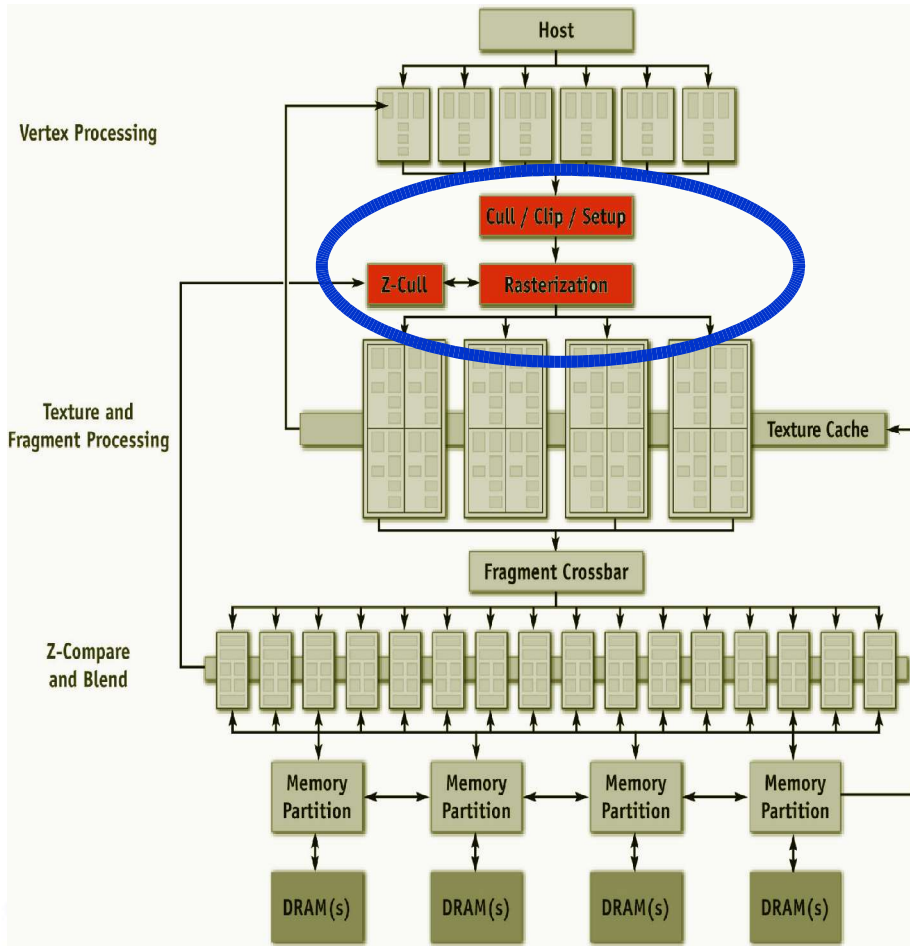 Host
Vertex Processing
Cull / Clip / Setup
Z-Cull
Rasterization
Texture and
Fragment Processing
Texture Cache
Fragment Crossbar
Z-Compare
and Blend
Memory
Partition
Memory
Partition
Memory
Partition
Memory
Partition
DRAM(s)
DRAM(s)
DRAM(s)
DRAM(s)